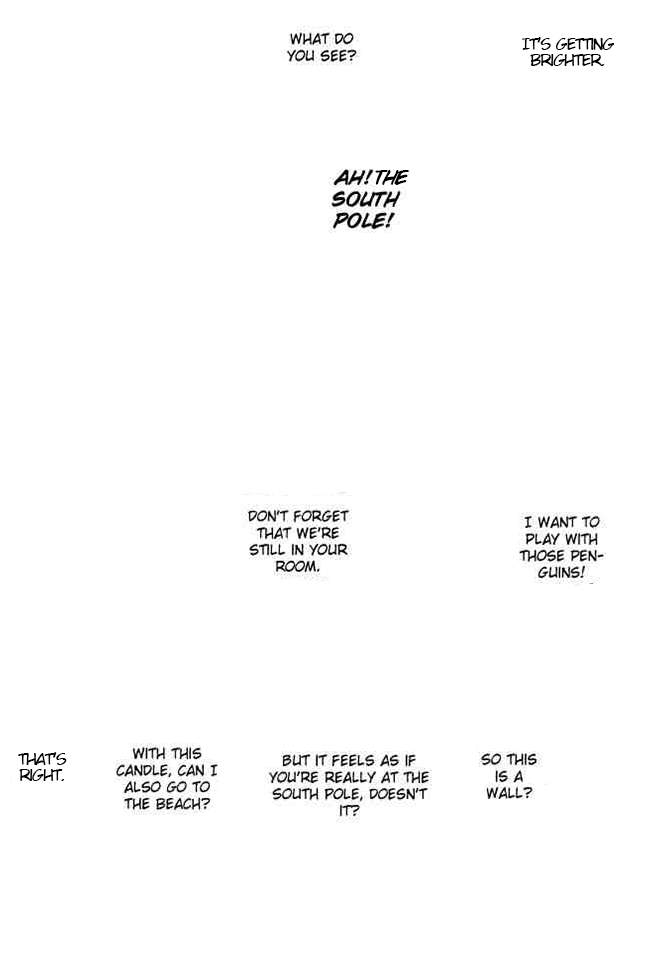 IT'S GETTING
BRIGHTER.
WHAT DO
YOU SEE?
AH! THE
SOUTH
POLE!
I WANT TO
PLAY WITH
THOSE PEN-
GUINS!
DON'T FORGET
THAT WE'RE
STILL IN YOUR
ROOM.
SO THIS
IS A
WALL?
BUT IT FEELS AS IF
YOU'RE REALLY AT THE
SOUTH POLE, DOESN'T
IT?
WITH THIS
CANDLE, CAN I
ALSO GO TO
THE BEACH?
THAT'S
RIGHT.